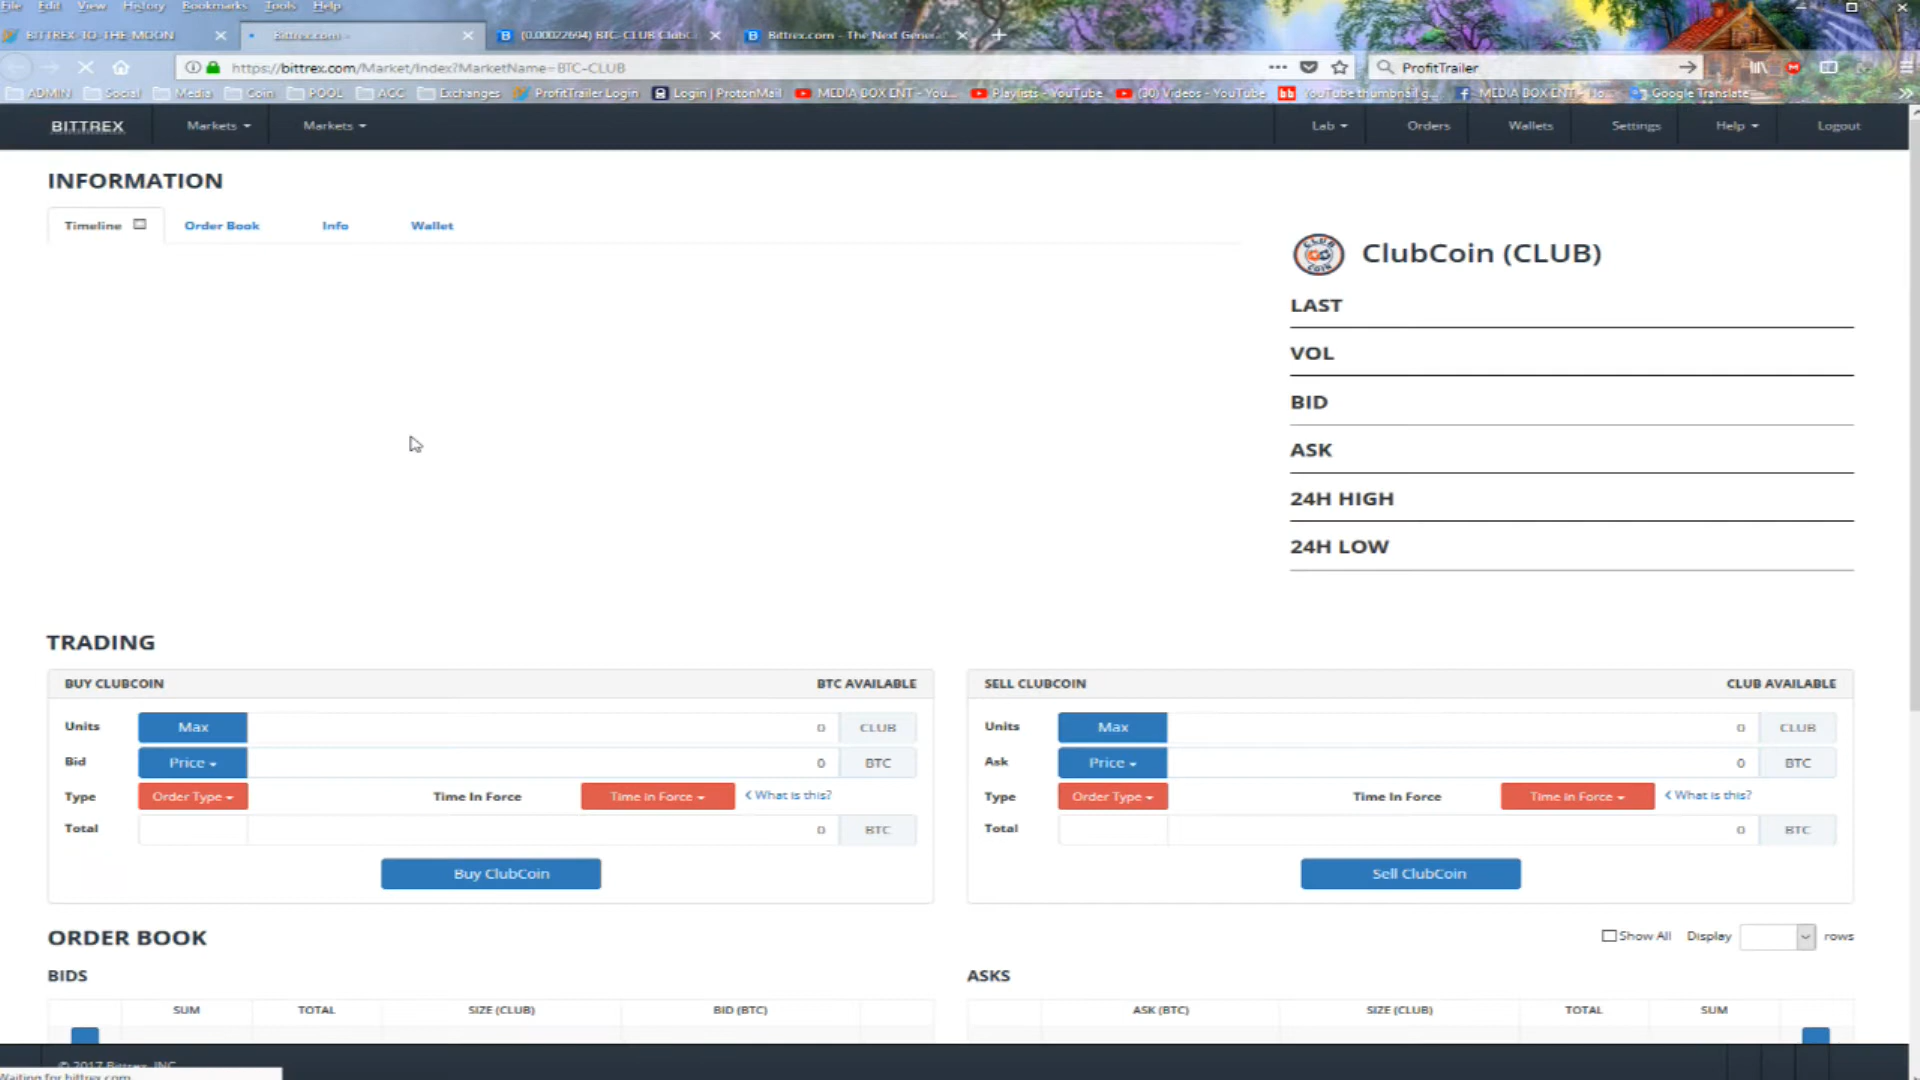 File Edit View History Bookmarks Tools Help
BITTREX TO THE MOON
Bittrex.com -
(0.00022694) BTC-CLUB ClubC
Bittrex.com - The Next Genera
https://bittrex.com/Market/Index?MarketName=BTC-CLUB
ProfitTrailer
ADMIN Social Media Coin POOL ACC Exchanges ProfitTrailer Login Login | ProtonMail MEDIA BOX ENT - You... Playlists - YouTube (30) Videos - YouTube YouTube thumbnail g... MEDIA BOX ENT - Ho... Google Translate
BITTREX Markets Markets Lab Orders Wallets Settings Help Logout
INFORMATION
Timeline Order Book Info Wallet
ClubCoin (CLUB)
LAST
VOL
BID
ASK
24H HIGH
24H LOW
TRADING
BUY CLUBCOIN BTC AVAILABLE
Units Max 0 CLUB
Bid Price 0 BTC
Type Order Type Time In Force Time In Force What is this?
Total 0 BTC
Buy ClubCoin
SELL CLUBCOIN CLUB AVAILABLE
Units Max 0 CLUB
Ask Price 0 BTC
Type Order Type Time In Force Time In Force What is this?
Total 0 BTC
Sell ClubCoin
ORDER BOOK
Show All Display rows
BIDS
SUM TOTAL SIZE (CLUB) BID (BTC)
ASKS
ASK (BTC) SIZE (CLUB) TOTAL SUM
© 2017 Bittrex, INC
Waiting for bittrex.com